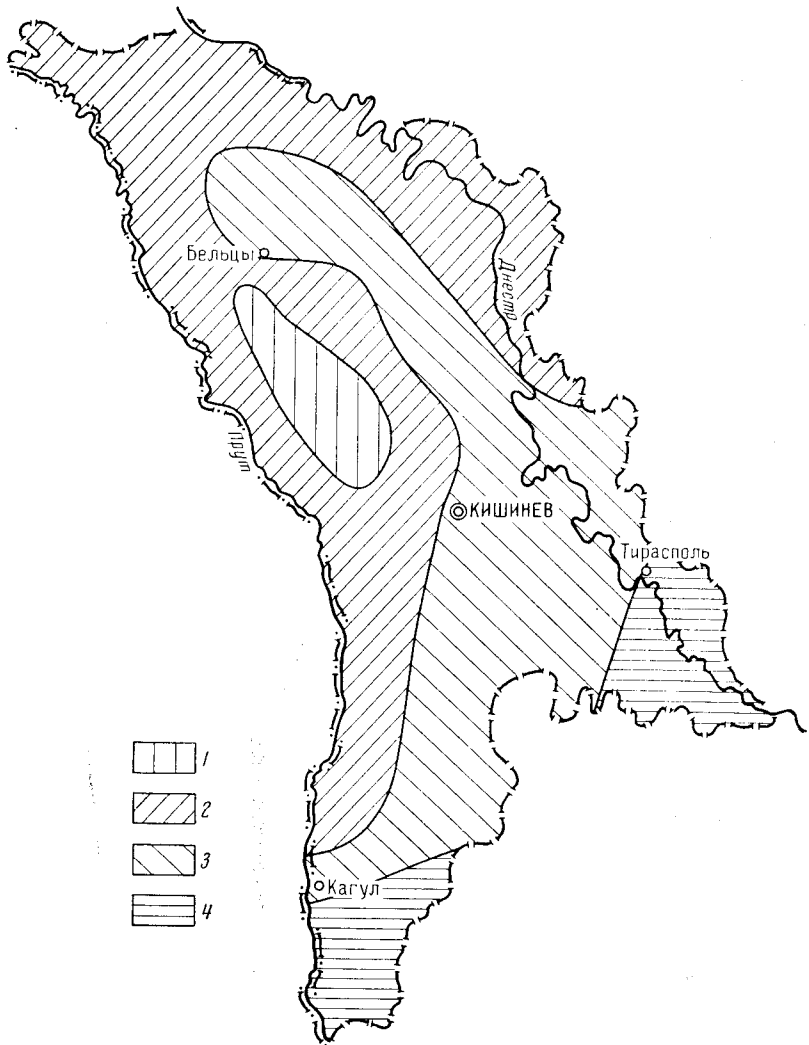 Бельцы
Днестр
Прут
КИШИНЕВ
Тирасполь
1
2
3
4
Кагул